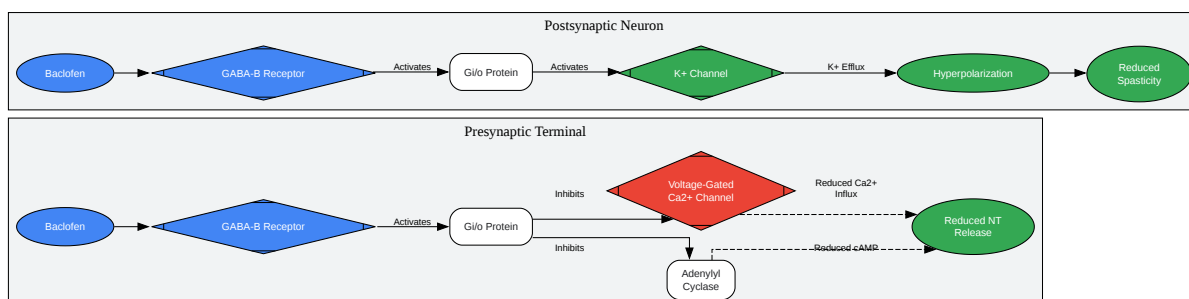 Postsynaptic Neuron
Baclofen
GABA-B Receptor
Activates
Gi/o Protein
Activates
K+ Channel
K+ Efflux
Hyperpolarization
Reduced
Spasticity
Presynaptic Terminal
Baclofen
GABA-B Receptor
Activates
Gi/o Protein
Inhibits
Voltage-Gated
Ca2+ Channel
Reduced Ca2+
Influx
Inhibits
Adenylyl
Cyclase
Reduced cAMP
Reduced NT
Release